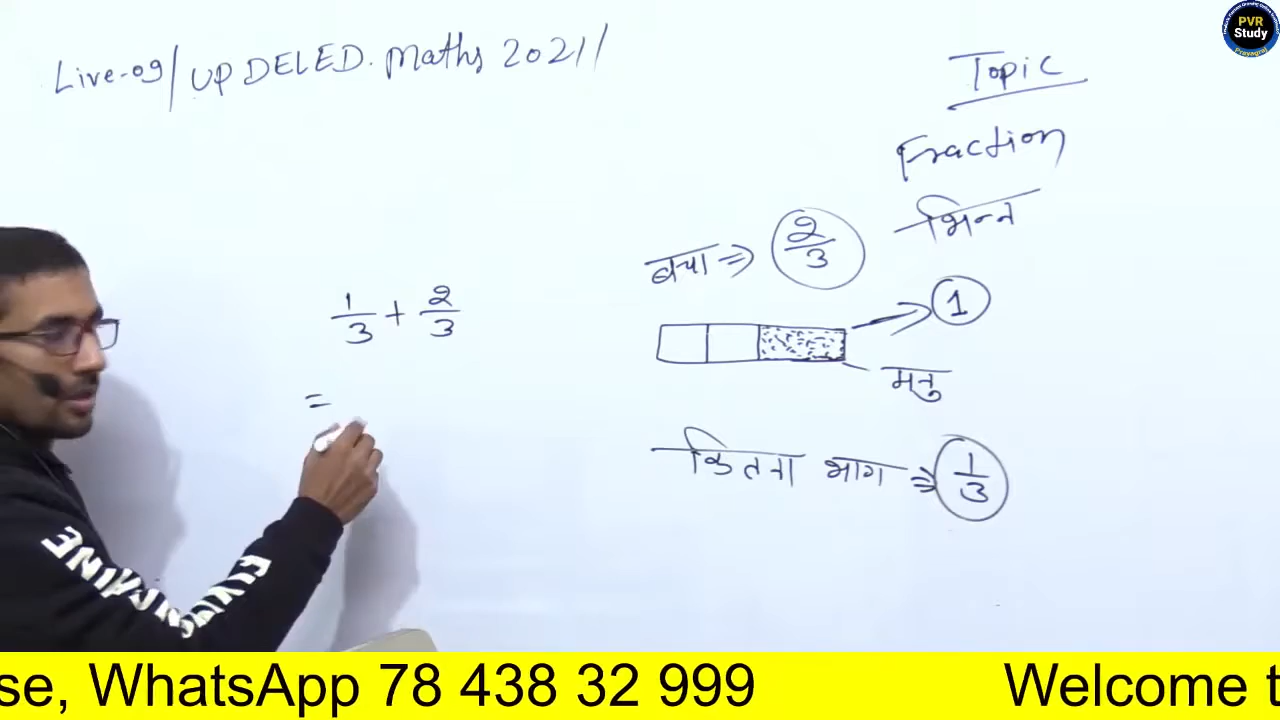 Live-09/ UP DELED. Maths 2021/
Topic
Fraction
भिन्न
बचा ⇒ 2/3
1/3 + 2/3
=
1
मनु
कितना भाग ⇒ 1/3
PVR
Study
Prayagraj
se, WhatsApp 78 438 32 999 Welcome t